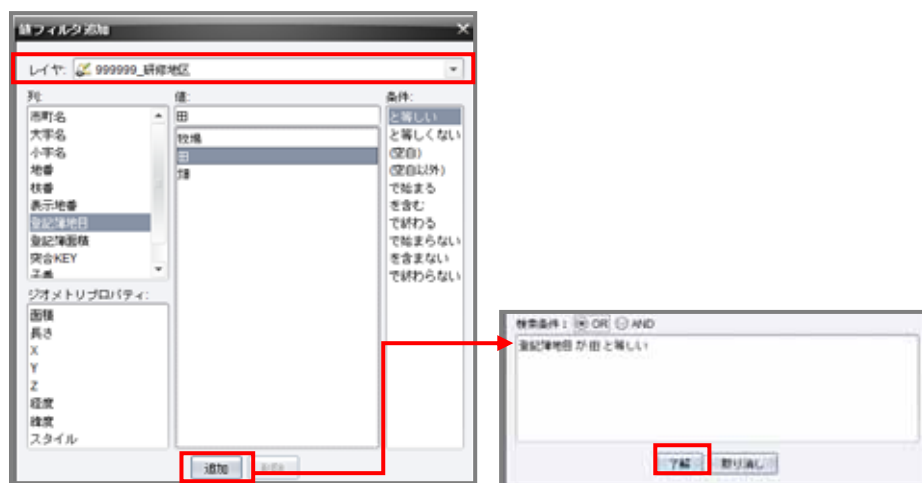 値フィルタ追加
レイヤ: 999999_研修地区
列:
市町名
大字名
小字名
地番
枝番
表示地番
登記簿地目
登記簿面積
突合KEY
子番
ジオメトリプロパティ:
面積
長さ
X
Y
Z
経度
緯度
スタイル
値:
田
牧場
田
畑
条件:
と等しい
と等しくない
(空白)
(空白以外)
で始まる
を含む
で終わる
で始まらない
を含まない
で終わらない
追加
削除
検索条件: OR AND
登記簿地目 が 田 と等しい
了解
取り消し